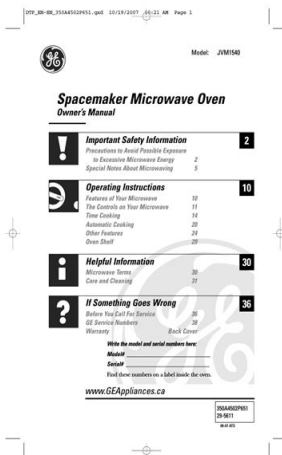 DTP_EN-ES_350A4502P651.qxd 10/19/2007 08:21 AM Page 1
Model: JVM1540
Spacemaker Microwave Oven
Owner's Manual
Important Safety Information 2
Precautions to Avoid Possible Exposure
to Excessive Microwave Energy 2
Special Notes About Microwaving 5
Operating Instructions 10
Features of Your Microwave 10
The Controls on Your Microwave 11
Time Cooking 14
Automatic Cooking 20
Other Features 24
Oven Shelf 29
Helpful Information 30
Microwave Terms 30
Care and Cleaning 31
If Something Goes Wrong 36
Before You Call For Service 36
GE Service Numbers 38
Warranty Back Cover
Write the model and serial numbers here:
Model#
Serial#
Find these numbers on a label inside the oven.
www.GEAppliances.ca
350A4502P651
29-5611